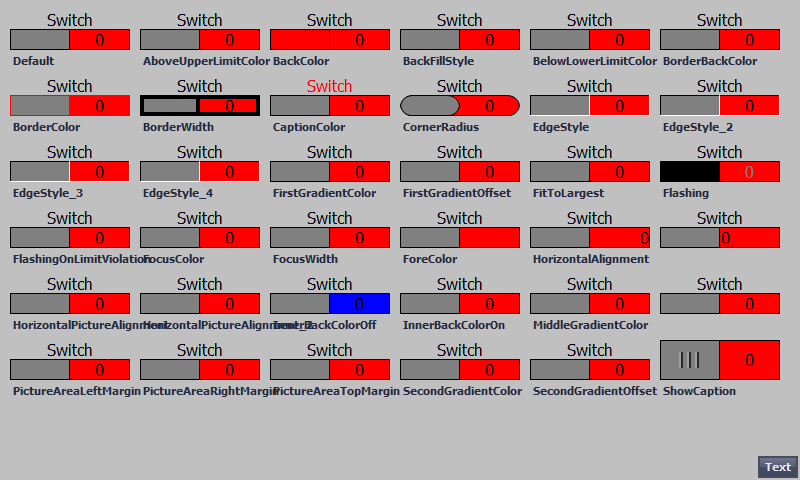 Switch Switch Switch Switch Switch Switch
0 0 0 0 0 0
Default AboveUpperLimitColor BackColor BackFillStyle BelowLowerLimitColor BorderBackColor
Switch Switch Switch Switch Switch Switch
0 0 0 0 0 0
BorderColor BorderWidth CaptionColor CornerRadius EdgeStyle EdgeStyle_2
Switch Switch Switch Switch Switch Switch
0 0 0 0 0 0
EdgeStyle_3 EdgeStyle_4 FirstGradientColor FirstGradientOffset FitToLargest Flashing
Switch Switch Switch Switch Switch Switch
0 0 0 0 0
FlashingOnLimitViolation FocusColor FocusWidth ForeColor HorizontalAlignment
Switch Switch Switch Switch Switch Switch
0 0 0 0 0 0
HorizontalPictureAlignment HorizontalPictureAlignment_2 InnerBackColorOff InnerBackColorOn MiddleGradientColor
Switch Switch Switch Switch Switch
0 0 0 0 0 0
PictureAreaLeftMargin PictureAreaRightMargin PictureAreaTopMargin SecondGradientColor SecondGradientOffset ShowCaption
Text